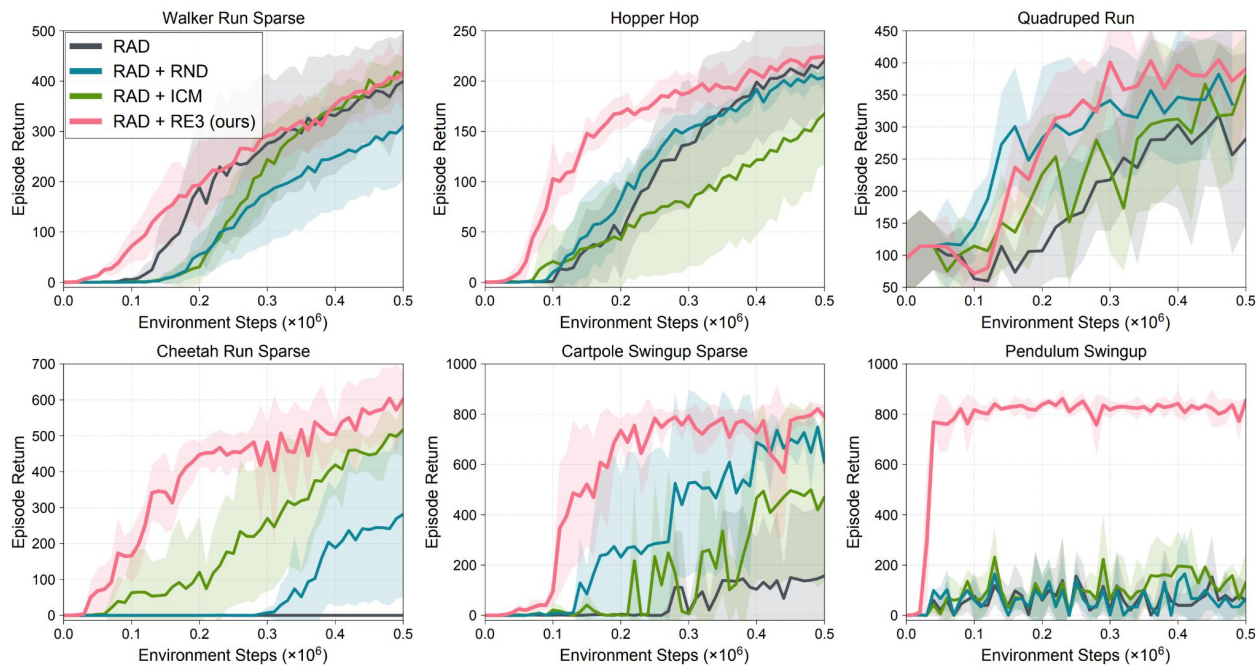 Walker Run Sparse
Episode Return
500
400
300
200
100
0
RAD
RAD + RND
RAD + ICM
RAD + RE3 (ours)
0.0 0.1 0.2 0.3 0.4 0.5
Environment Steps (×10⁶)
Hopper Hop
Episode Return
250
200
150
100
50
0
0.0 0.1 0.2 0.3 0.4 0.5
Environment Steps (×10⁶)
Quadruped Run
Episode Return
450
400
350
300
250
200
150
100
50
0.0 0.1 0.2 0.3 0.4 0.5
Environment Steps (×10⁶)
Cheetah Run Sparse
Episode Return
700
600
500
400
300
200
100
0
0.0 0.1 0.2 0.3 0.4 0.5
Environment Steps (×10⁶)
Cartpole Swingup Sparse
Episode Return
1000
800
600
400
200
0
0.0 0.1 0.2 0.3 0.4 0.5
Environment Steps (×10⁶)
Pendulum Swingup
Episode Return
1000
800
600
400
200
0
0.0 0.1 0.2 0.3 0.4 0.5
Environment Steps (×10⁶)